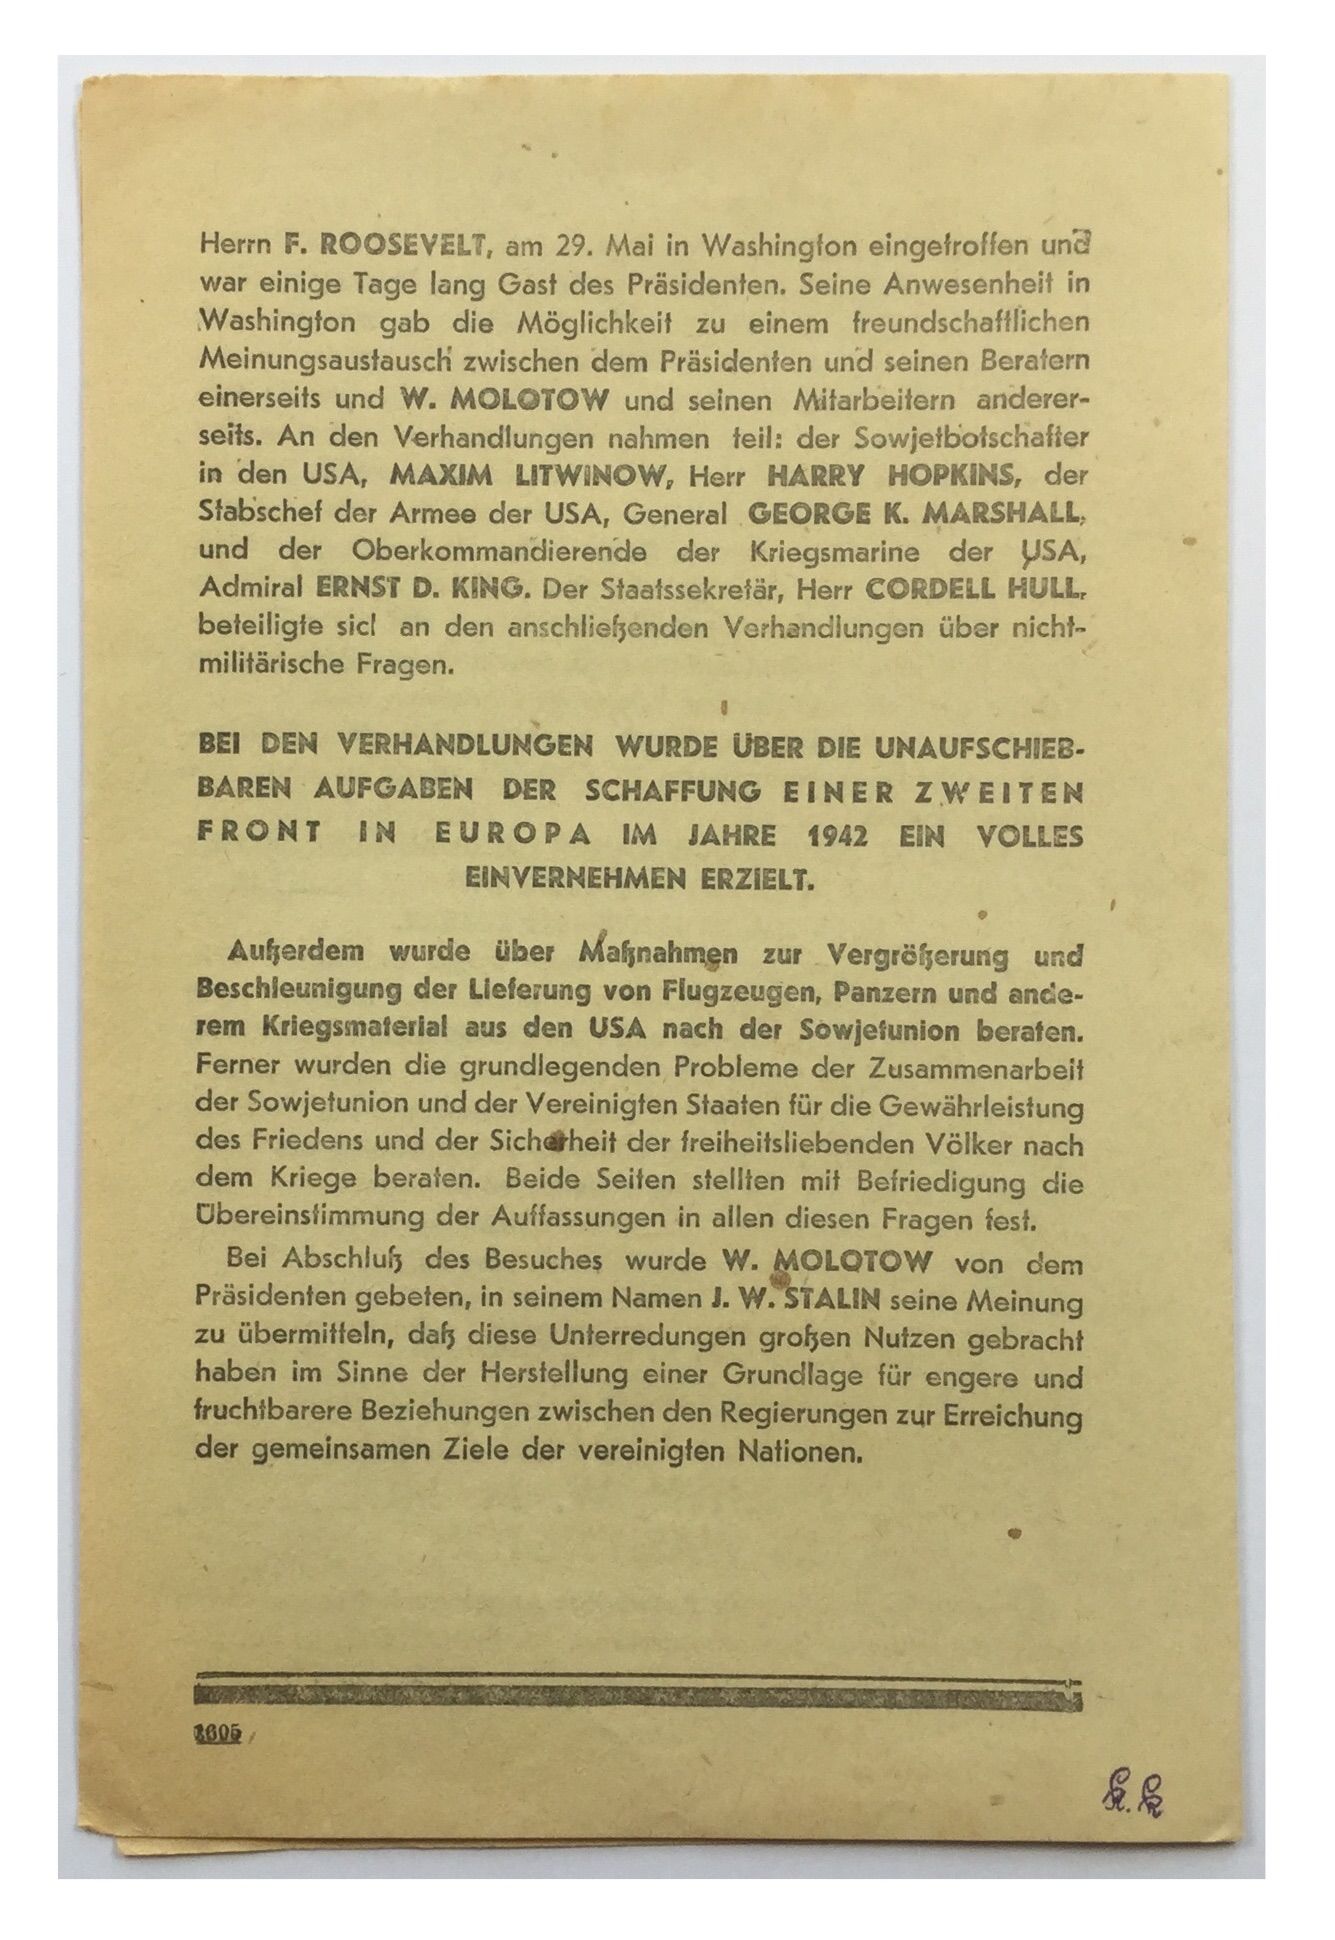 Herrn F. ROOSEVELT, am 29. Mai in Washington eingetroffen und
war einige Tage lang Gast des Präsidenten. Seine Anwesenheit in
Washington gab die Möglichkeit zu einem freundschaftlichen
Meinungsaustausch zwischen dem Präsidenten und seinen Beratern
einerseits und W. MOLOTOW und seinen Mitarbeitern anderer-
seits. An den Verhandlungen nahmen teil: der Sowjetbotschafter
in den USA, MAXIM LITWINOW, Herr HARRY HOPKINS, der
Stabschef der Armee der USA, General GEORGE K. MARSHALL,
und der Oberkommandierende der Kriegsmarine der USA,
Admiral ERNST D. KING. Der Staatssekretär, Herr CORDELL HULL,
beteiligte sich an den anschließenden Verhandlungen über nicht-
militärische Fragen.
BEI DEN VERHANDLUNGEN WURDE ÜBER DIE UNAUFSCHIEB-
BAREN AUFGABEN DER SCHAFFUNG EINER ZWEITEN
FRONT IN EUROPA IM JAHRE 1942 EIN VOLLES
EINVERNEHMEN ERZIELT.
Außerdem wurde über Maßnahmen zur Vergrößerung und
Beschleunigung der Lieferung von Flugzeugen, Panzern und ande-
rem Kriegsmaterial aus den USA nach der Sowjetunion beraten.
Ferner wurden die grundlegenden Probleme der Zusammenarbeit
der Sowjetunion und der Vereinigten Staaten für die Gewährleistung
des Friedens und der Sicherheit der freiheitsliebenden Völker nach
dem Kriege beraten. Beide Seiten stellten mit Befriedigung die
Übereinstimmung der Auffassungen in allen diesen Fragen fest.
Bei Abschluß des Besuches wurde W. MOLOTOW von dem
Präsidenten gebeten, in seinem Namen J. W. STALIN seine Meinung
zu übermitteln, daß diese Unterredungen großen Nutzen gebracht
haben im Sinne der Herstellung einer Grundlage für engere und
fruchtbarere Beziehungen zwischen den Regierungen zur Erreichung
der gemeinsamen Ziele der vereinigten Nationen.
1605